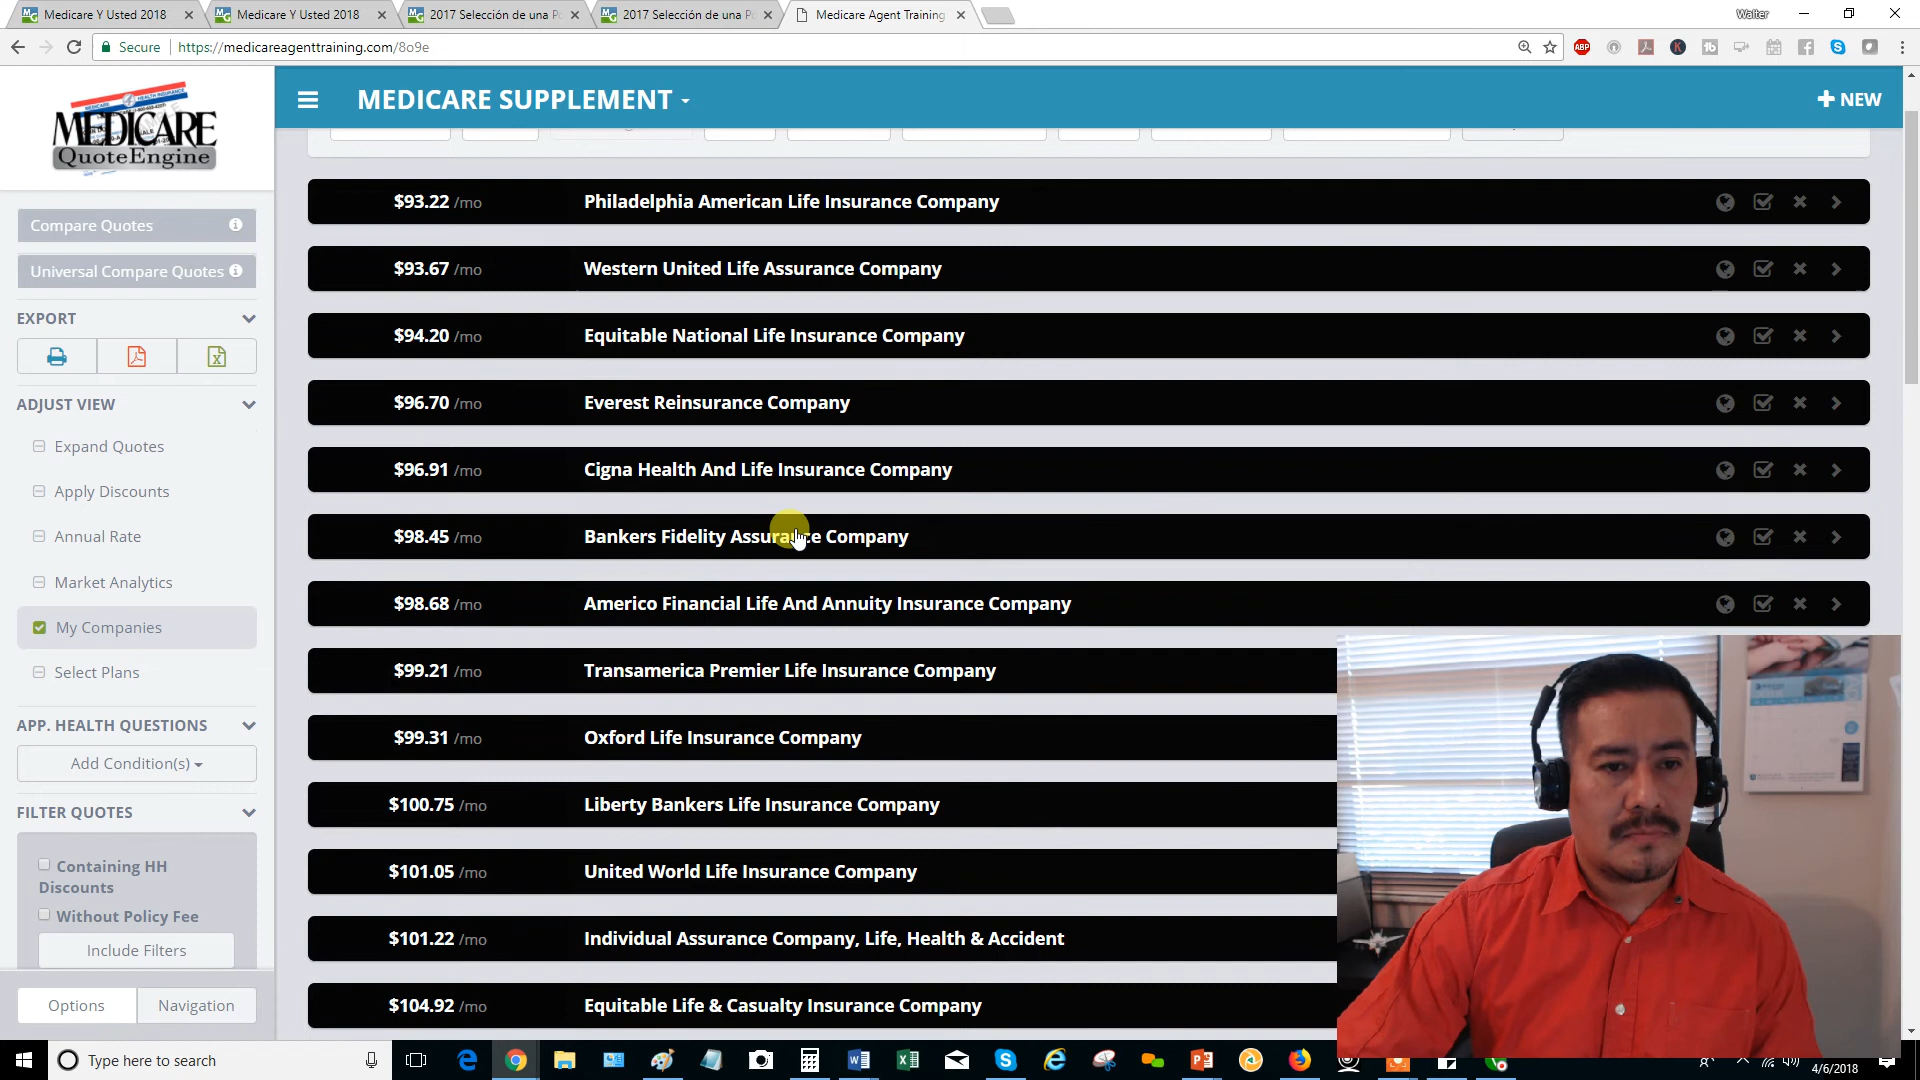 Medicare Y Usted 2018
Medicare Y Usted 2018
2017 Selección de una Po
2017 Selección de una Po
Medicare Agent Training
Walter
Secure
https://medicareagenttraining.com/8o9e
ABP
MEDICARE
QuoteEngine
MEDICARE SUPPLEMENT
NEW
Compare Quotes
Universal Compare Quotes
EXPORT
ADJUST VIEW
Expand Quotes
Apply Discounts
Annual Rate
Market Analytics
My Companies
Select Plans
APP. HEALTH QUESTIONS
Add Condition(s)
FILTER QUOTES
Containing HH
Discounts
Without Policy Fee
Include Filters
Options
Navigation
$93.22 /mo Philadelphia American Life Insurance Company
$93.67 /mo Western United Life Assurance Company
$94.20 /mo Equitable National Life Insurance Company
$96.70 /mo Everest Reinsurance Company
$96.91 /mo Cigna Health And Life Insurance Company
$98.45 /mo Bankers Fidelity Assurance Company
$98.68 /mo Americo Financial Life And Annuity Insurance Company
$99.21 /mo Transamerica Premier Life Insurance Company
$99.31 /mo Oxford Life Insurance Company
$100.75 /mo Liberty Bankers Life Insurance Company
$101.05 /mo United World Life Insurance Company
$101.22 /mo Individual Assurance Company, Life, Health & Accident
$104.92 /mo Equitable Life & Casualty Insurance Company
Type here to search
4/6/2018